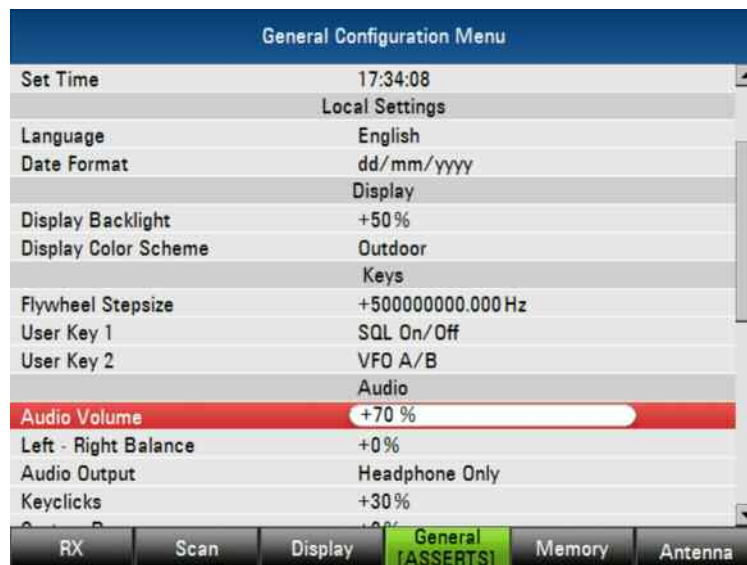 General Configuration Menu
Set Time 17:34:08
Local Settings
Language English
Date Format dd/mm/yyyy
Display
Display Backlight +50%
Display Color Scheme Outdoor
Keys
Flywheel Stepsize +500000000.000 Hz
User Key 1 SQL On/Off
User Key 2 VFO A/B
Audio
Audio Volume +70 %
Left - Right Balance +0%
Audio Output Headphone Only
Keyclicks +30%
RX Scan Display General [ASSERTS] Memory Antenna